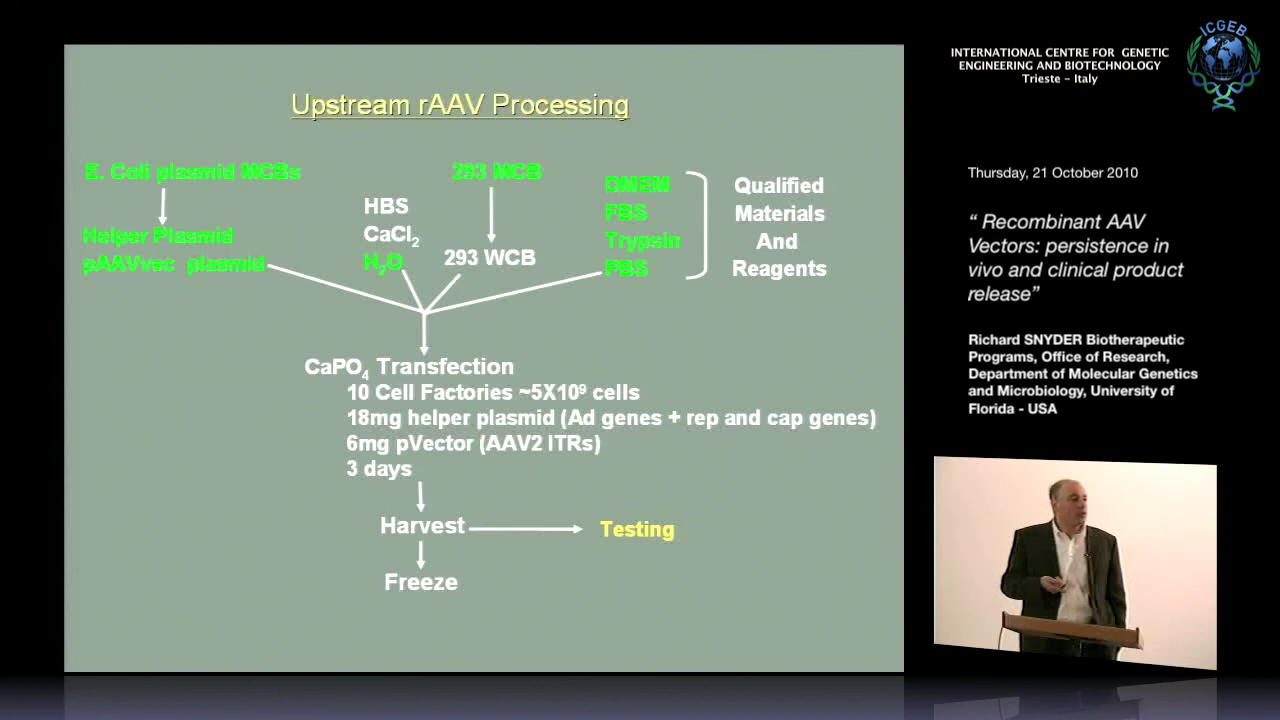 Upstream rAAV Processing
E. Coli plasmid MCBs
Helper Plasmid
pAAVvec plasmid
HBS
CaCl2
H2O
293 MCB
293 WCB
DMEM
FBS
Trypsin
PBS
Qualified
Materials
And
Reagents
CaPO4 Transfection
10 Cell Factories ~5X10⁹ cells
18mg helper plasmid (Ad genes + rep and cap genes)
6mg pVector (AAV2 ITRs)
3 days
Harvest
Testing
Freeze
INTERNATIONAL CENTRE FOR GENETIC
ENGINEERING AND BIOTECHNOLOGY
Trieste - Italy
ICGEB
Thursday, 21 October 2010
“ Recombinant AAV
Vectors: persistence in
vivo and clinical product
release”
Richard SNYDER Biotherapeutic
Programs, Office of Research,
Department of Molecular Genetics
and Microbiology, University of
Florida - USA